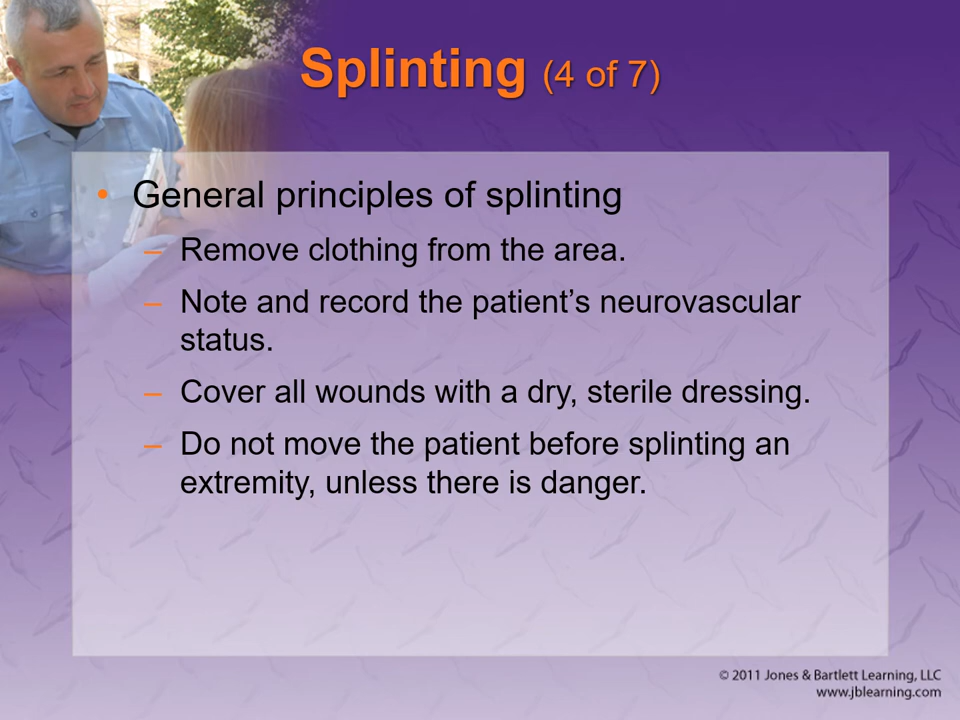 Splinting (4 of 7)
• General principles of splinting
– Remove clothing from the area.
– Note and record the patient’s neurovascular
status.
– Cover all wounds with a dry, sterile dressing.
– Do not move the patient before splinting an
extremity, unless there is danger.
© 2011 Jones & Bartlett Learning, LLC
www.jblearning.com